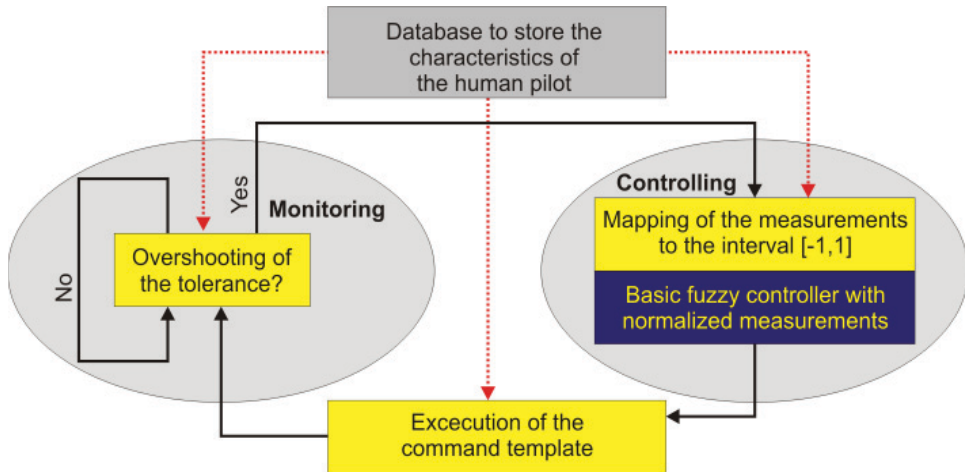 Database to store the
characteristics of
the human pilot
Yes
Monitoring
Overshooting of
the tolerance?
No
Controlling
Mapping of the measurements
to the interval [-1,1]
Basic fuzzy controller with
normalized measurements
Excecution of the
command template